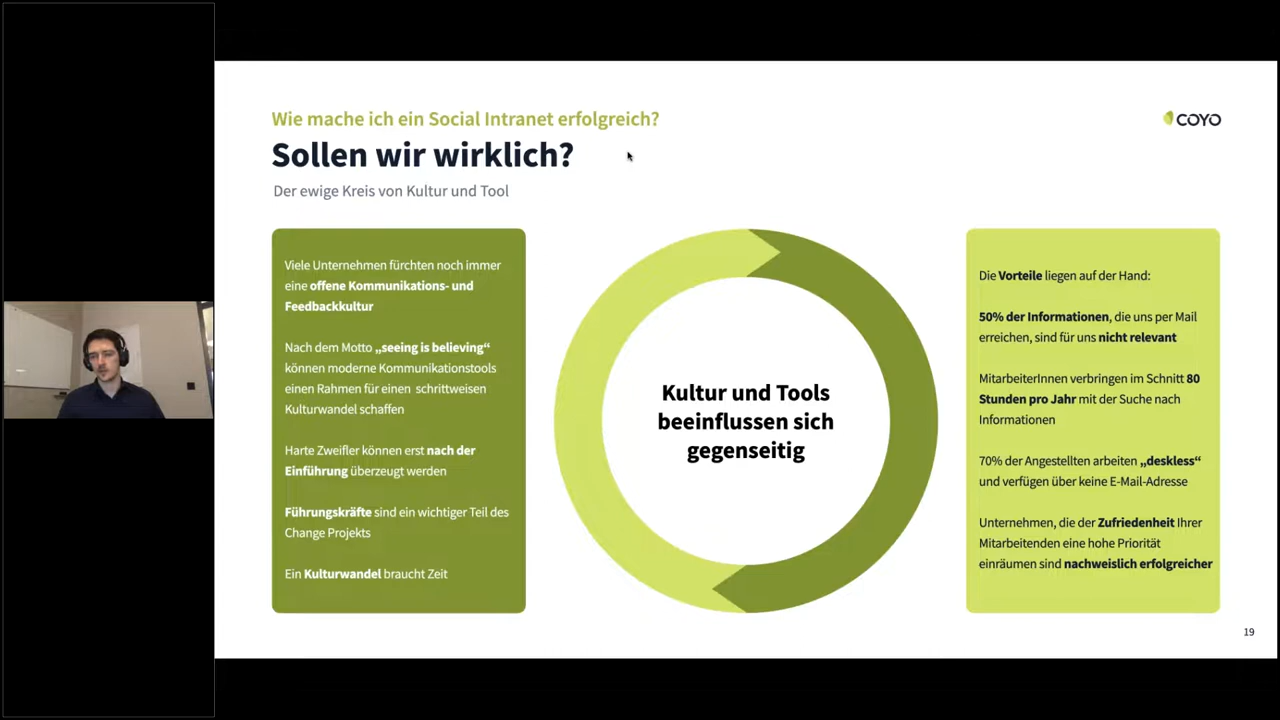 Wie mache ich ein Social Intranet erfolgreich?
COYO
Sollen wir wirklich?
Der ewige Kreis von Kultur und Tool
Viele Unternehmen fürchten noch immer
eine offene Kommunikations- und
Feedbackkultur
Nach dem Motto „seeing is believing“
können moderne Kommunikationstools
einen Rahmen für einen schrittweisen
Kulturwandel schaffen
Harte Zweifler können erst nach der
Einführung überzeugt werden
Führungskräfte sind ein wichtiger Teil des
Change Projekts
Ein Kulturwandel braucht Zeit
Kultur und Tools
beeinflussen sich
gegenseitig
Die Vorteile liegen auf der Hand:
50% der Informationen, die uns per Mail
erreichen, sind für uns nicht relevant
MitarbeiterInnen verbringen im Schnitt 80
Stunden pro Jahr mit der Suche nach
Informationen
70% der Angestellten arbeiten „deskless“
und verfügen über keine E-Mail-Adresse
Unternehmen, die der Zufriedenheit Ihrer
Mitarbeitenden eine hohe Priorität
einräumen sind nachweislich erfolgreicher
19